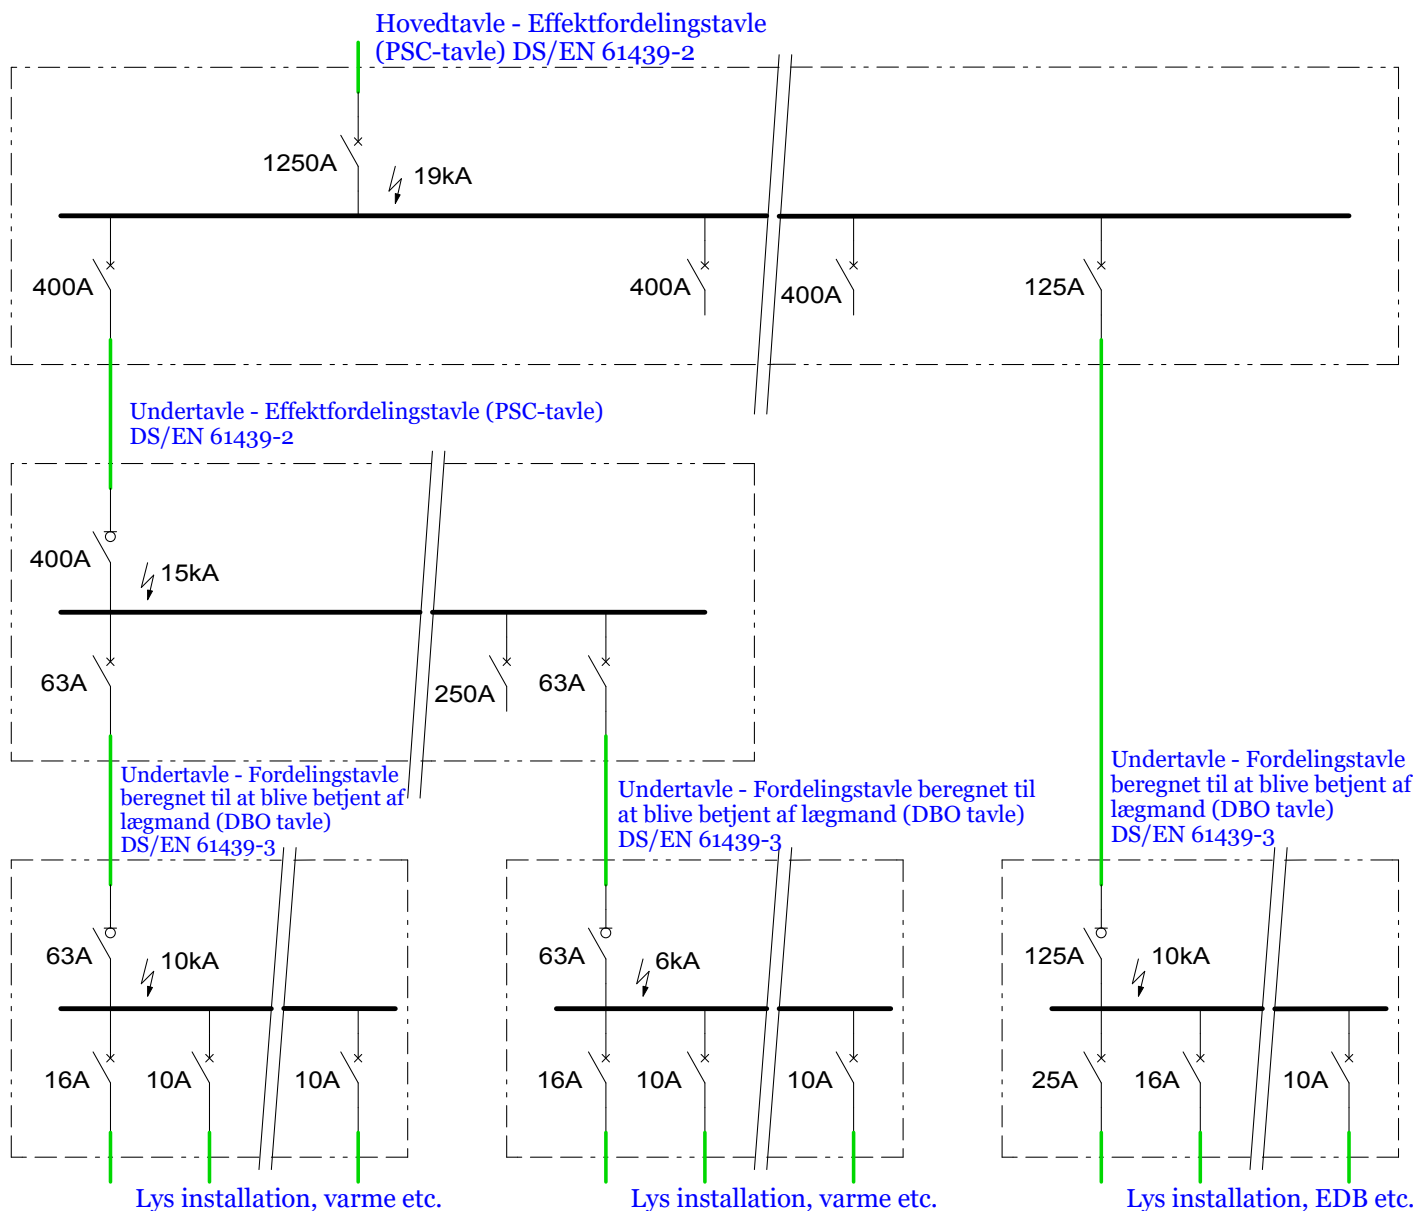 Hovedtavle - Effektfordelingstavle
(PSC-tavle) DS/EN 61439-2
1250A
19kA
400A
400A
400A
125A
Undertavle - Effektfordelingstavle (PSC-tavle)
DS/EN 61439-2
400A
15kA
63A
250A
63A
Undertavle - Fordelingstavle
beregnet til at blive betjent af
lægmand (DBO tavle)
DS/EN 61439-3
Undertavle - Fordelingstavle beregnet til
at blive betjent af lægmand (DBO tavle)
DS/EN 61439-3
Undertavle - Fordelingstavle
beregnet til at blive betjent af
lægmand (DBO tavle)
DS/EN 61439-3
63A
10kA
16A
10A
10A
63A
6kA
16A
10A
10A
125A
10kA
25A
16A
10A
Lys installation, varme etc.
Lys installation, varme etc.
Lys installation, EDB etc.